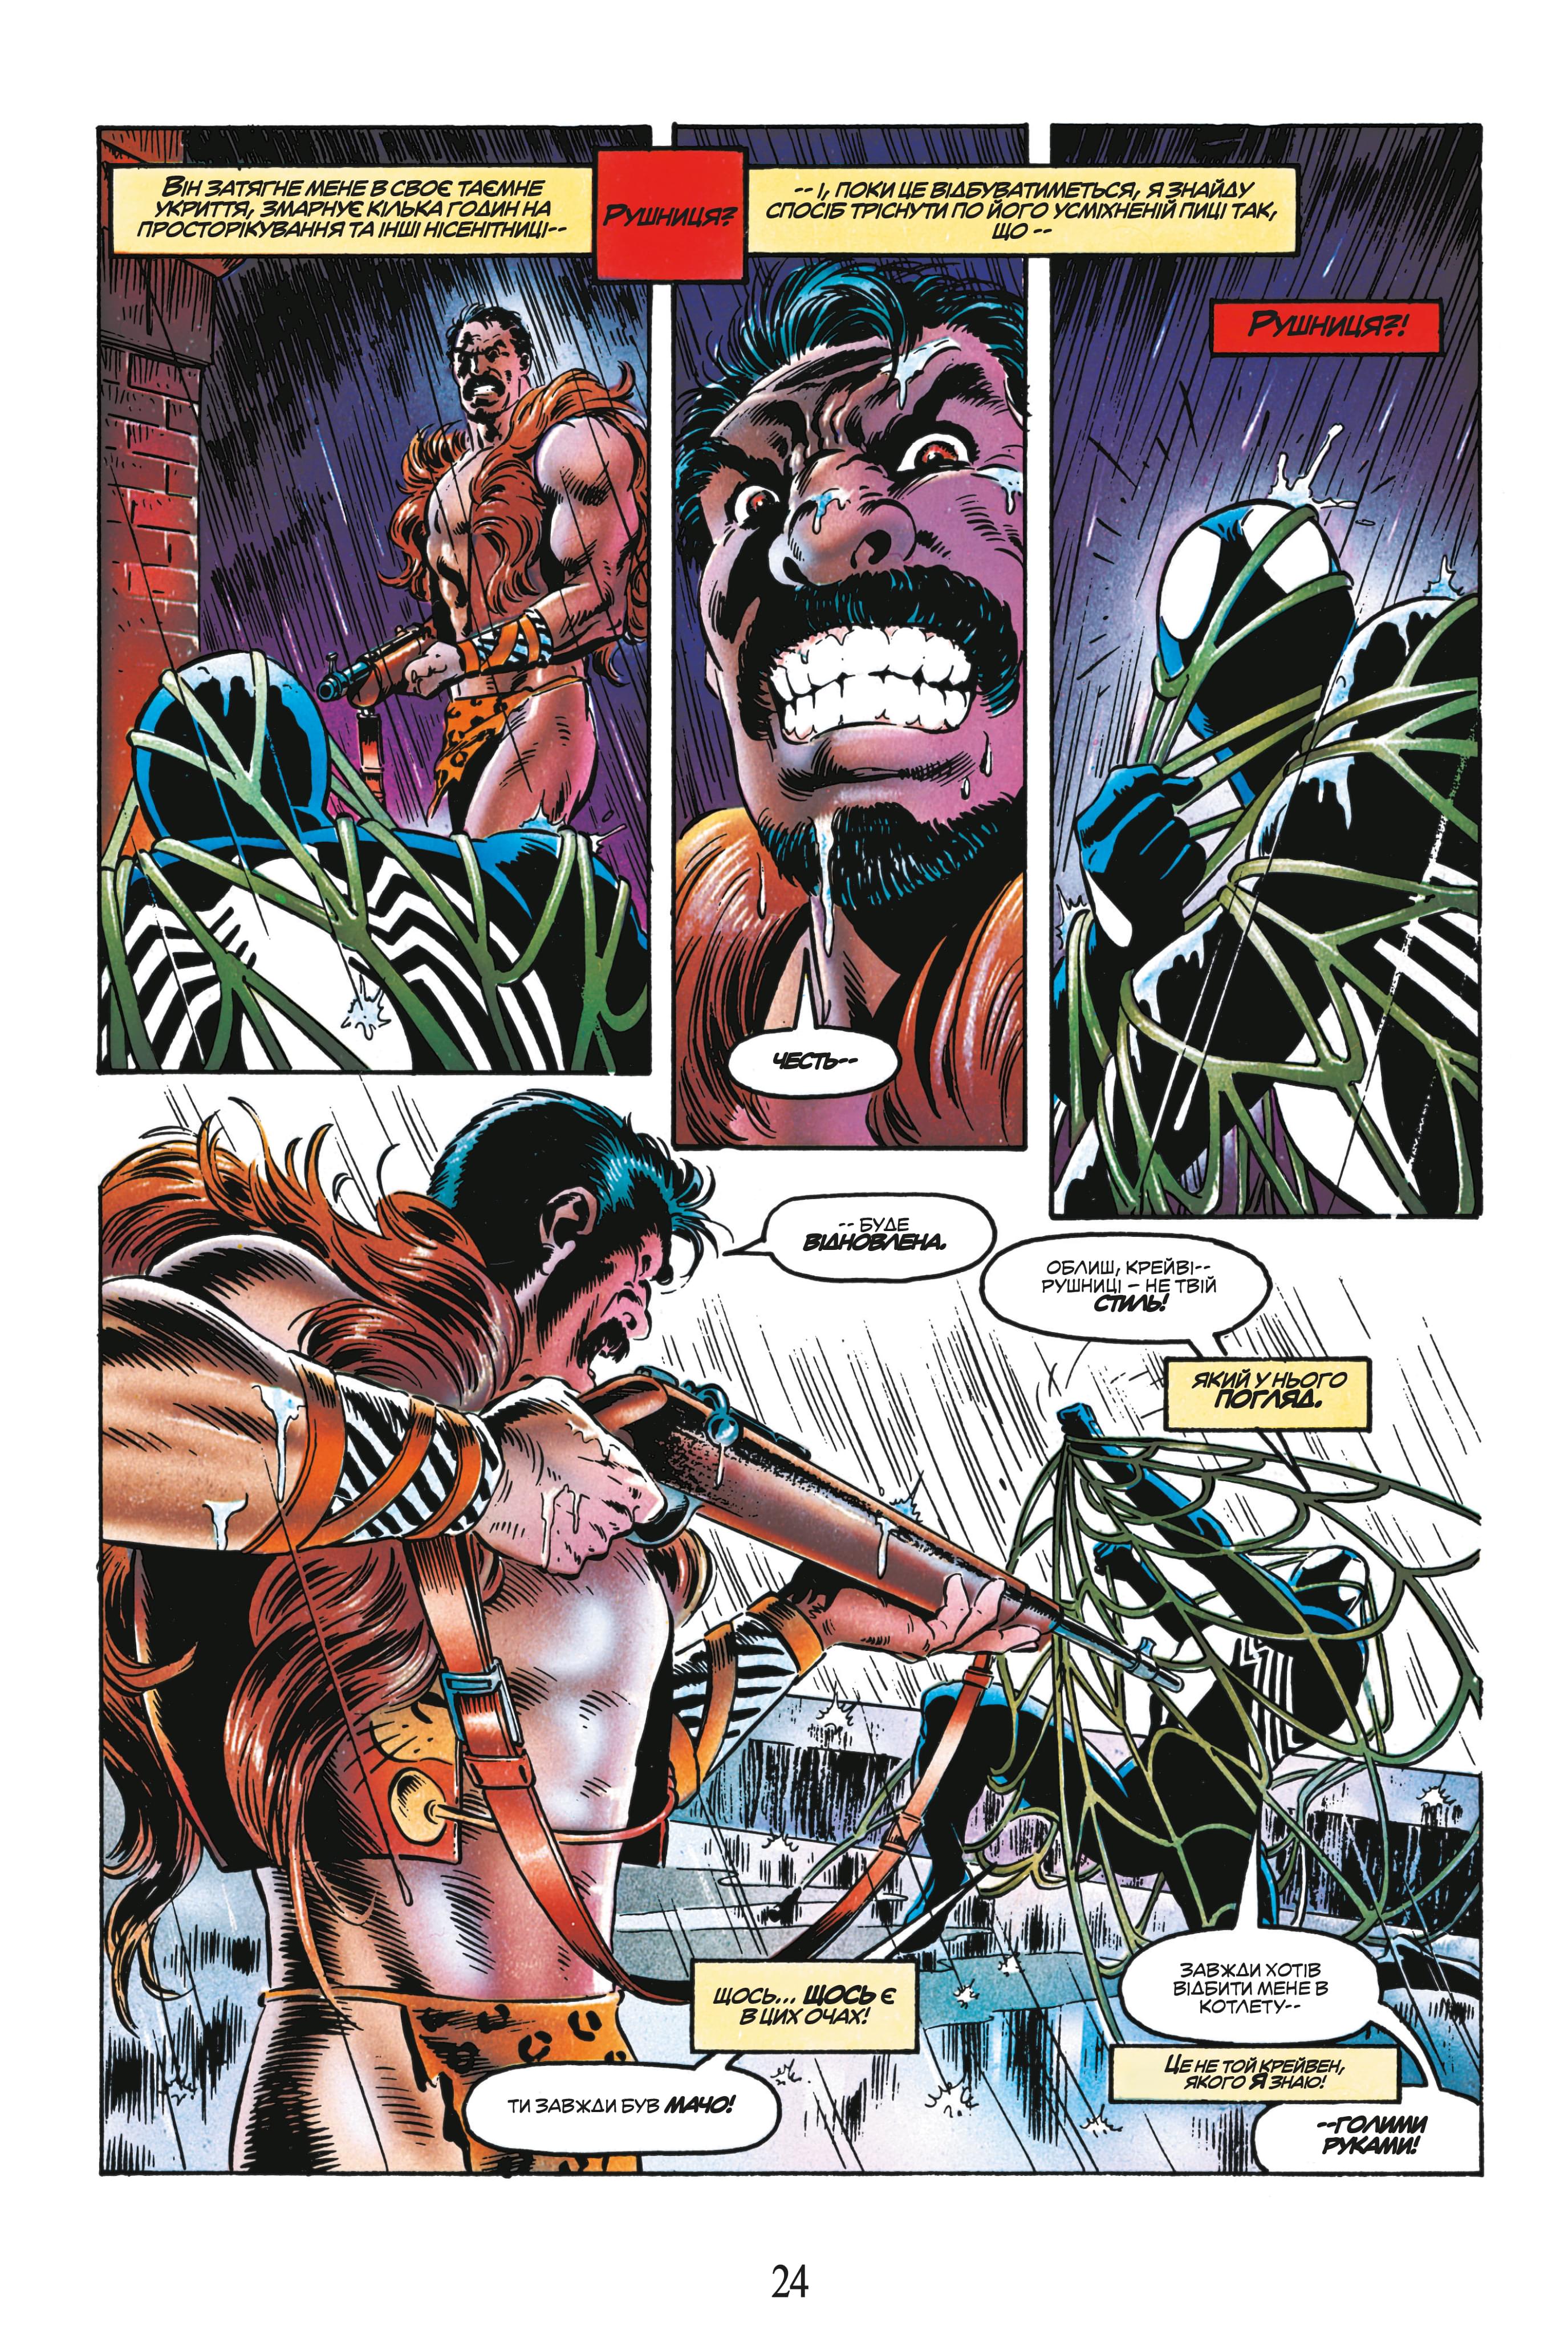 ВІН ЗАТЯГНЕ МЕНЕ В СВОЄ ТАЄМНЕ
УКРИТТЯ, ЗМАРНУЄ КІЛЬКА ГОДИН НА
ПРОСТОРІКУВАННЯ ТА ІНШІ НІСЕНІТНИЦІ--
РУШНИЦЯ?
-- І, ПОКИ ЦЕ ВІДБУВАТИМЕТЬСЯ, Я ЗНАЙДУ
СПОСІБ ТРІСНУТИ ПО ЙОГО УСМІХНЕНІЙ ПИЦІ ТАК,
ЩО --
РУШНИЦЯ?!
ЧЕСТЬ--
-- БУДЕ
ВІДНОВЛЕНА.
ОБЛИШ, КРЕЙВІ--
РУШНИЦІ – НЕ ТВІЙ
СТИЛЬ!
ЯКИЙ У НЬОГО
ПОГЛЯД.
ЩОСЬ... ЩОСЬ Є
В ЦИХ ОЧАХ!
ТИ ЗАВЖДИ БУВ МАЧО!
ЗАВЖДИ ХОТІВ
ВІДБИТИ МЕНЕ В
КОТЛЕТУ--
ЦЕ НЕ ТОЙ КРЕЙВЕН,
ЯКОГО Я ЗНАЮ!
--ГОЛИМИ
РУКАМИ!
24